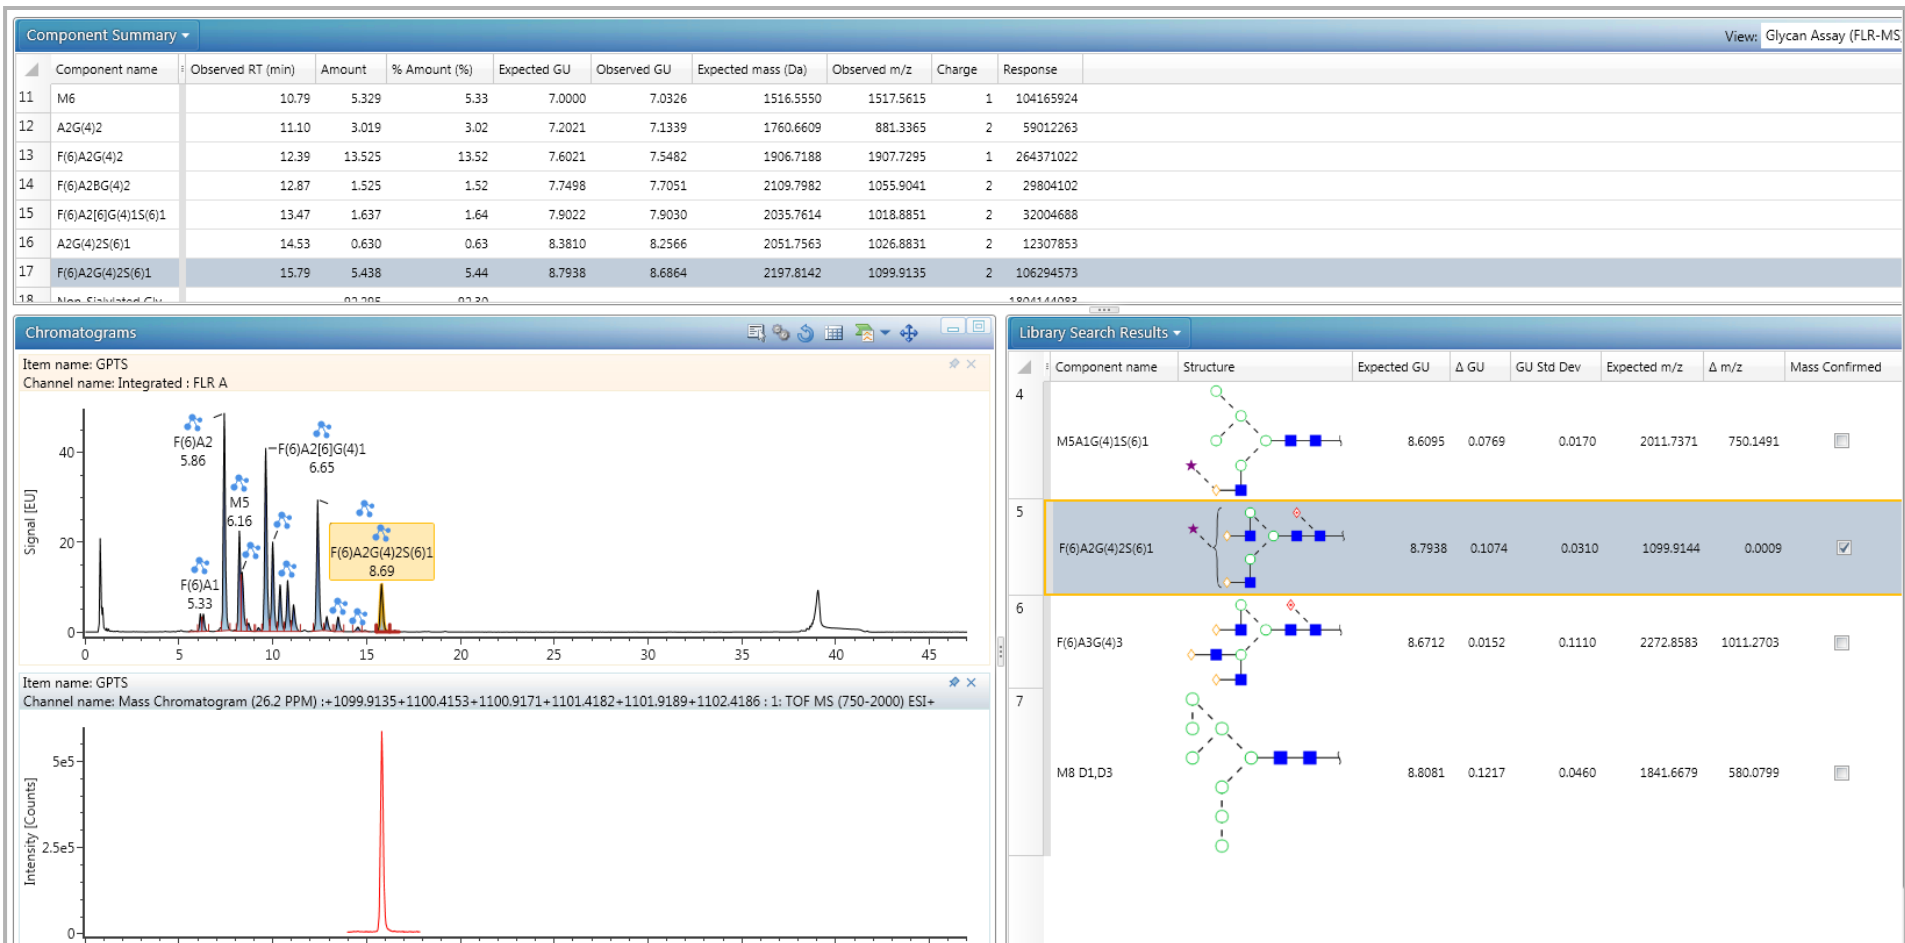 Component Summary
View: Glycan Assay (FLR-MS
Component name Observed RT (min) Amount % Amount (%) Expected GU Observed GU Expected mass (Da) Observed m/z Charge Response
11 M6 10.79 5.329 5.33 7.0000 7.0326 1516.5550 1517.5615 1 104165924
12 A2G(4)2 11.10 3.019 3.02 7.2021 7.1339 1760.6609 881.3365 2 59012263
13 F(6)A2G(4)2 12.39 13.525 13.52 7.6021 7.5482 1906.7188 1907.7295 1 264371022
14 F(6)A2BG(4)2 12.87 1.525 1.52 7.7498 7.7051 2109.7982 1055.9041 2 29804102
15 F(6)A2[6]G(4)1S(6)1 13.47 1.637 1.64 7.9022 7.9030 2035.7614 1018.8851 2 32004688
16 A2G(4)2S(6)1 14.53 0.630 0.63 8.3810 8.2566 2051.7563 1026.8831 2 12307853
17 F(6)A2G(4)2S(6)1 15.79 5.438 5.44 8.7938 8.6864 2197.8142 1099.9135 2 106294573
18 Non-Sialylated Gly 92.295 92.30 1804144083
Chromatograms
Item name: GPTS
Channel name: Integrated : FLR A
Signal [EU]
40
20
0
F(6)A2
5.86
F(6)A2[6]G(4)1
6.65
M5
6.16
F(6)A1
5.33
F(6)A2G(4)2S(6)1
8.69
0 5 10 15 20 25 30 35 40 45
Item name: GPTS
Channel name: Mass Chromatogram (26.2 PPM) :+1099.9135+1100.4153+1100.9171+1101.4182+1101.9189+1102.4186 : 1: TOF MS (750-2000) ESI+
Intensity [Counts]
5e5
2.5e5
0
Library Search Results
Component name Structure Expected GU Δ GU GU Std Dev Expected m/z Δ m/z Mass Confirmed
4 M5A1G(4)1S(6)1 8.6095 0.0769 0.0170 2011.7371 750.1491
5 F(6)A2G(4)2S(6)1 8.7938 0.1074 0.0310 1099.9144 0.0009
6 F(6)A3G(4)3 8.6712 0.0152 0.1110 2272.8583 1011.2703
7 M8 D1,D3 8.8081 0.1217 0.0460 1841.6679 580.0799